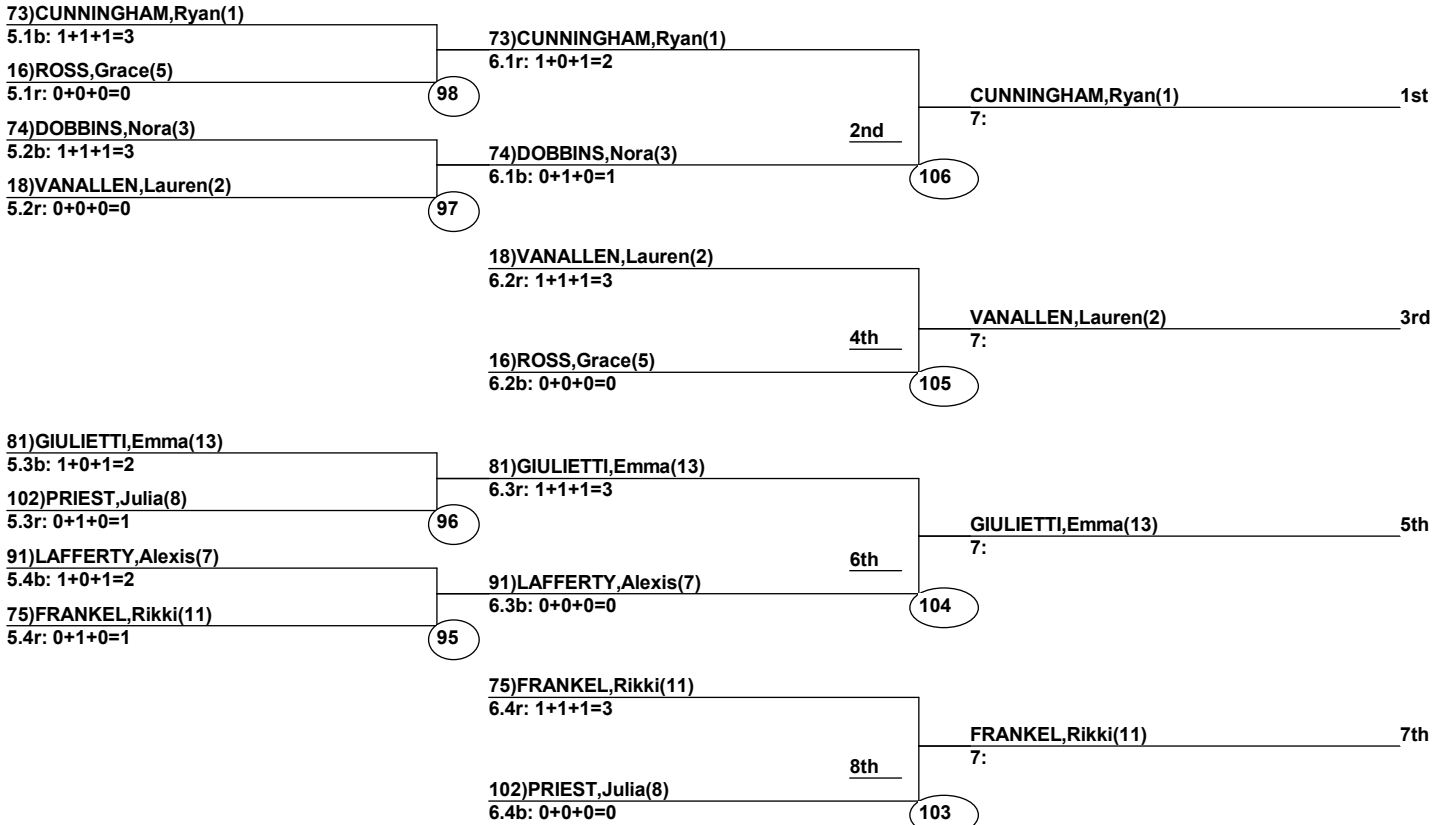 73)CUNNINGHAM,Ryan(1)
5.1b: 1+1+1=3
16)ROSS,Grace(5)
5.1r: 0+0+0=0
98
74)DOBBINS,Nora(3)
5.2b: 1+1+1=3
18)VANALLEN,Lauren(2)
5.2r: 0+0+0=0
97
73)CUNNINGHAM,Ryan(1)
6.1r: 1+0+1=2
74)DOBBINS,Nora(3)
6.1b: 0+1+0=1
2nd
106
CUNNINGHAM,Ryan(1) 1st
7:
18)VANALLEN,Lauren(2)
6.2r: 1+1+1=3
16)ROSS,Grace(5)
6.2b: 0+0+0=0
4th
105
VANALLEN,Lauren(2) 3rd
7:
81)GIULIETTI,Emma(13)
5.3b: 1+0+1=2
102)PRIEST,Julia(8)
5.3r: 0+1+0=1
96
91)LAFFERTY,Alexis(7)
5.4b: 1+0+1=2
75)FRANKEL,Rikki(11)
5.4r: 0+1+0=1
95
81)GIULIETTI,Emma(13)
6.3r: 1+1+1=3
91)LAFFERTY,Alexis(7)
6.3b: 0+0+0=0
6th
104
GIULIETTI,Emma(13) 5th
7:
75)FRANKEL,Rikki(11)
6.4r: 1+1+1=3
102)PRIEST,Julia(8)
6.4b: 0+0+0=0
8th
103
FRANKEL,Rikki(11) 7th
7: